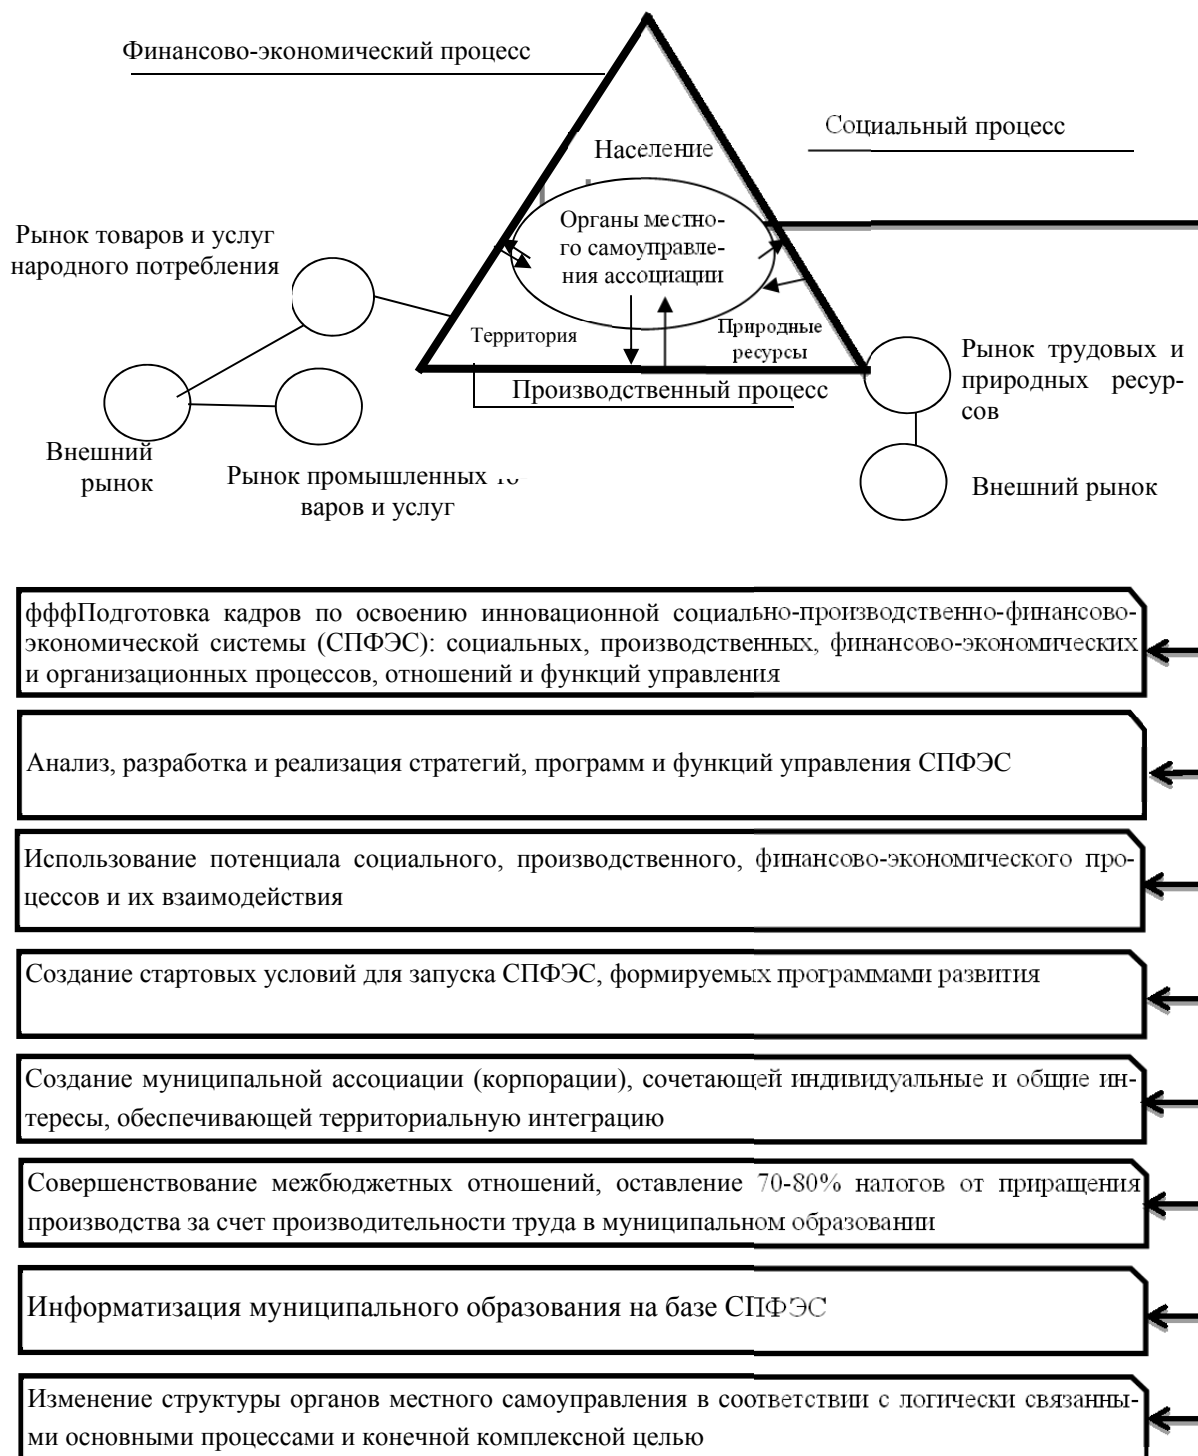 Финансово-экономический процесс
Социальный процесс
Население
Органы местно-
го самоуправле-
ния ассоциации
Рынок товаров и услуг
народного потребления
Территория
Природные
ресурсы
Производственный процесс
Рынок трудовых и
природных ресур-
сов
Внешний
рынок
Рынок промышленных то
варов и услуг
Внешний рынок
фффПодготовка кадров по освоению инновационной социально-производственно-финансово-
экономической системы (СПФЭС): социальных, производственных, финансово-экономических
и организационных процессов, отношений и функций управления
Анализ, разработка и реализация стратегий, программ и функций управления СПФЭС
Использование потенциала социального, производственного, финансово-экономического про-
цессов и их взаимодействия
Создание стартовых условий для запуска СПФЭС, формируемых программами развития
Создание муниципальной ассоциации (корпорации), сочетающей индивидуальные и общие ин-
тересы, обеспечивающей территориальную интеграцию
Совершенствование межбюджетных отношений, оставление 70-80% налогов от приращения
производства за счет производительности труда в муниципальном образовании
Информатизация муниципального образования на базе СПФЭС
Изменение структуры органов местного самоуправления в соответствии с логически связанны-
ми основными процессами и конечной комплексной целью